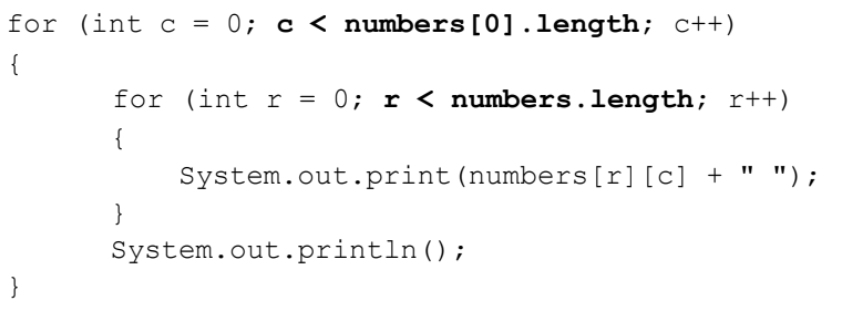 for (int c = 0; c < numbers[0].length; c++)
{
for (int r = 0; r < numbers.length; r++)
{
System.out.print(numbers[r][c] + " ");
}
System.out.println();
}